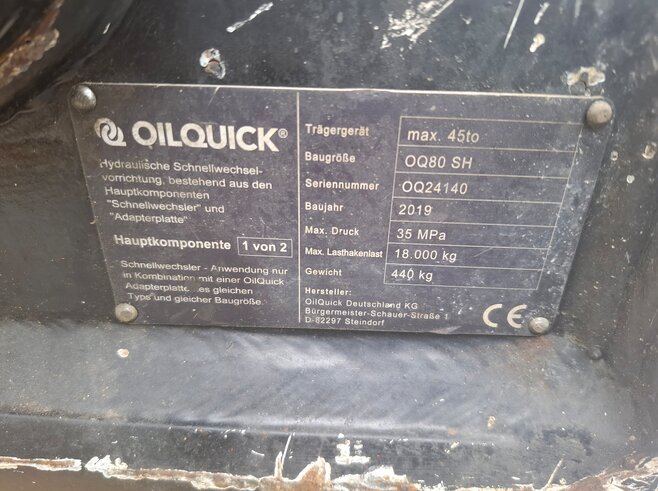 OILQUICK®
Hydraulische Schnellwechsel-
vorrichtung, bestehend aus den
Hauptkomponenten
"Schnellwechsler" und
"Adapterplatte"
Hauptkomponente 1 von 2
Schnellwechsler - Anwendung nur
in Kombination mit einer OilQuick
Adapterplatte des gleichen
Typs und gleicher Baugröße.
Trägergerät max. 45to
Baugröße OQ80 SH
Seriennummer OQ24140
Baujahr 2019
Max. Druck 35 MPa
Max. Lasthakenlast 18.000 kg
Gewicht 440 kg
Hersteller:
OilQuick Deutschland KG
Bürgermeister-Schauer-Straße 1
D-82297 Steindorf
CE